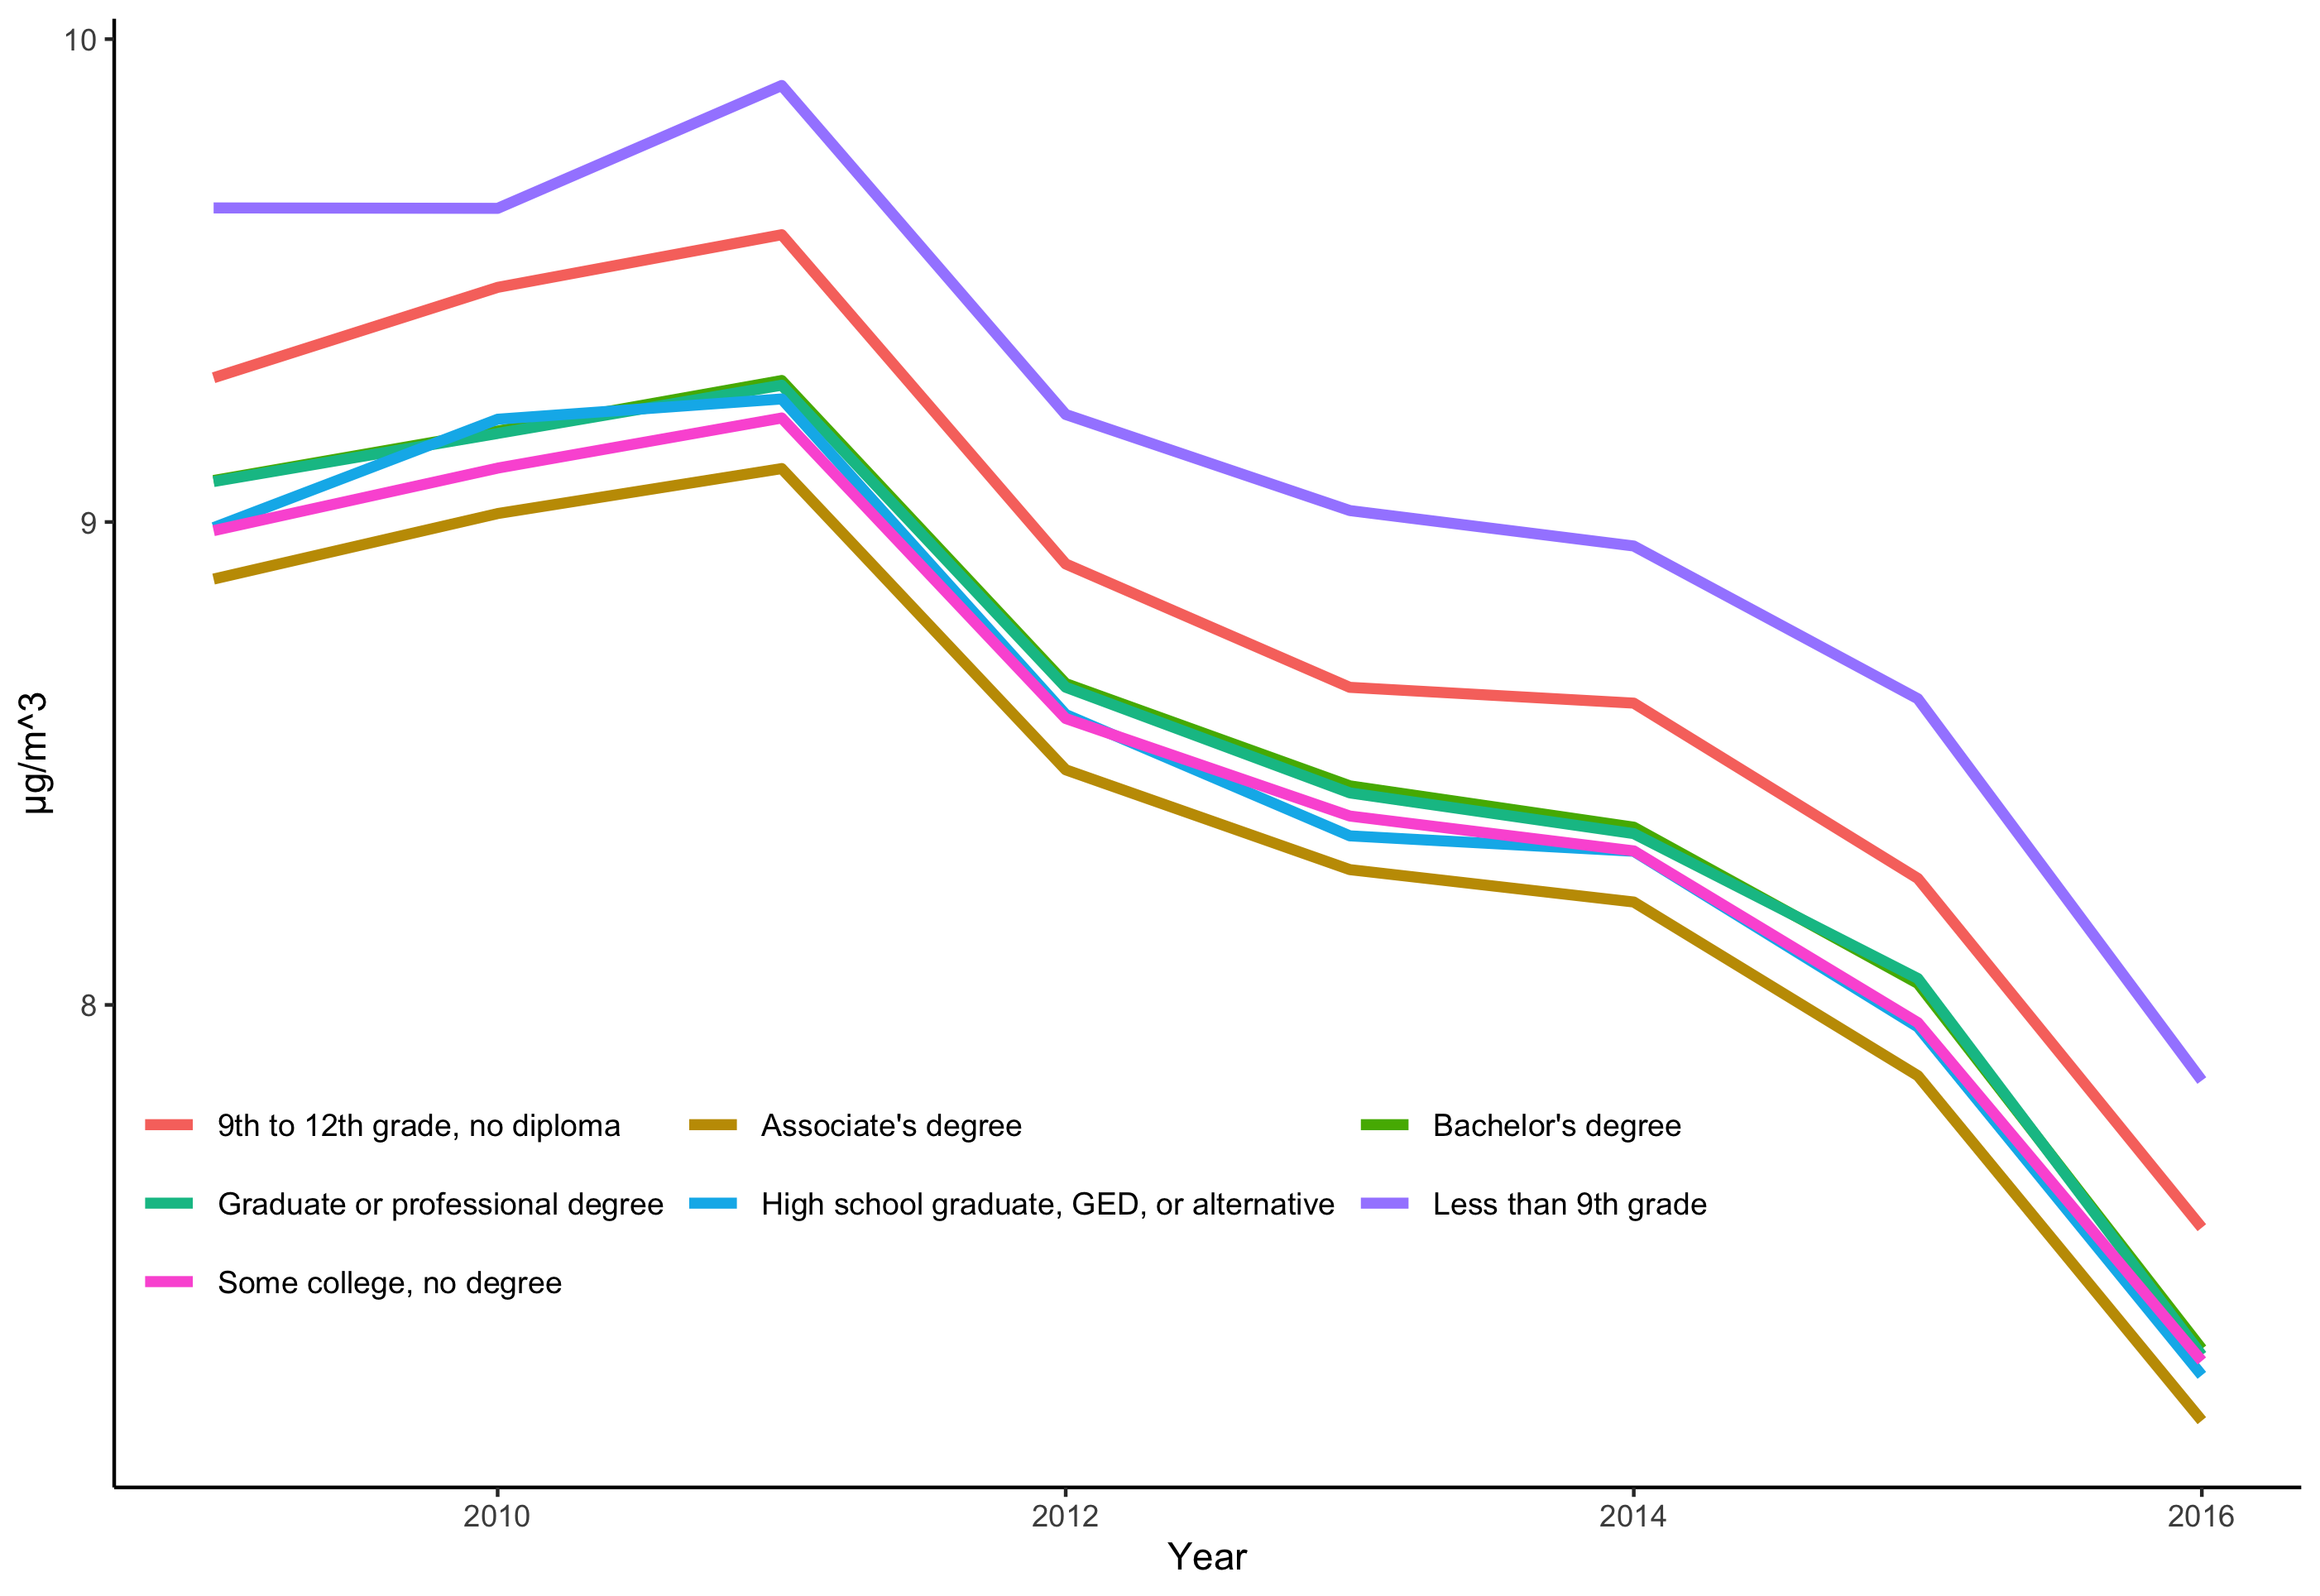 10
9
8
µg/m^3
9th to 12th grade, no diploma
Associate's degree
Bachelor's degree
Graduate or professional degree
High school graduate, GED, or alternative
Less than 9th grade
Some college, no degree
2010
2012
2014
2016
Year